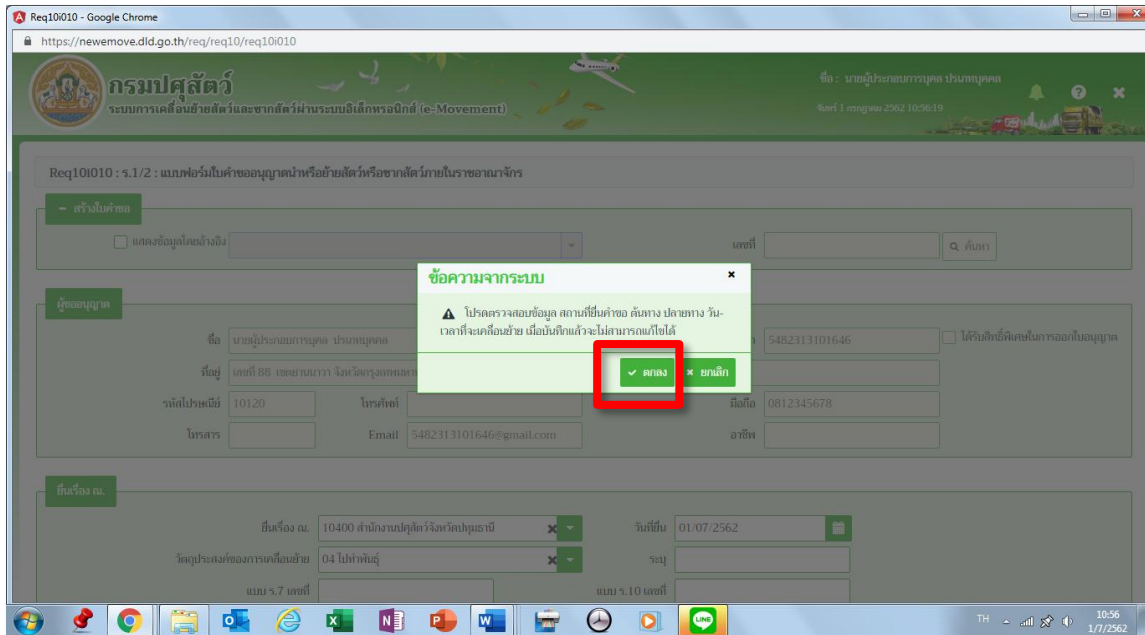 Req10i010 - Google Chrome
https://newemove.dld.go.th/req/req10/req10i010
กรมปศุสัตว์
ระบบการเคลื่อนย้ายสัตว์และซากสัตว์ผ่านระบบอิเล็กทรอนิกส์ (e-Movement)
ชื่อ : นายผู้ประกอบการบุคคล ประเภทบุคคล
จันทร์ 1 กรกฎาคม 2562 10:56:19
Req10i010 : ร.1/2 : แบบฟอร์มใบคำขออนุญาตนำหรือย้ายสัตว์หรือซากสัตว์ภายในราชอาณาจักร
− สร้างใบคำขอ
แสดงข้อมูลโดยอ้างอิง
เลขที่
ค้นหา
ข้อความจากระบบ
โปรดตรวจสอบข้อมูล สถานที่ยื่นคำขอ ต้นทาง ปลายทาง วัน-
เวลาที่จะเคลื่อนย้าย เมื่อบันทึกแล้วจะไม่สามารถแก้ไขได้
ตกลง
ยกเลิก
ผู้ขออนุญาต
ชื่อ นายผู้ประกอบการบุคคล ประเภทบุคคล 5482313101646 ได้รับสิทธิ์พิเศษในการออกใบอนุญาต
ที่อยู่ เลขที่ 88 เขตยานนาวา
รหัสไปรษณีย์ 10120 โทรศัพท์ มือถือ 0812345678
โทรสาร Email 5482313101646@gmail.com อาชีพ
ยื่นเรื่อง ณ.
ยื่นเรื่อง ณ. 10400 สำนักงานปศุสัตว์จังหวัดปทุมธานี วันที่ยื่น 01/07/2562
วัตถุประสงค์ของการเคลื่อนย้าย 04 ไปทำพันธุ์ ระบุ
แบบ ร.7 เลขที่ แบบ ร.10 เลขที่
LINE
TH
10:56
1/7/2562